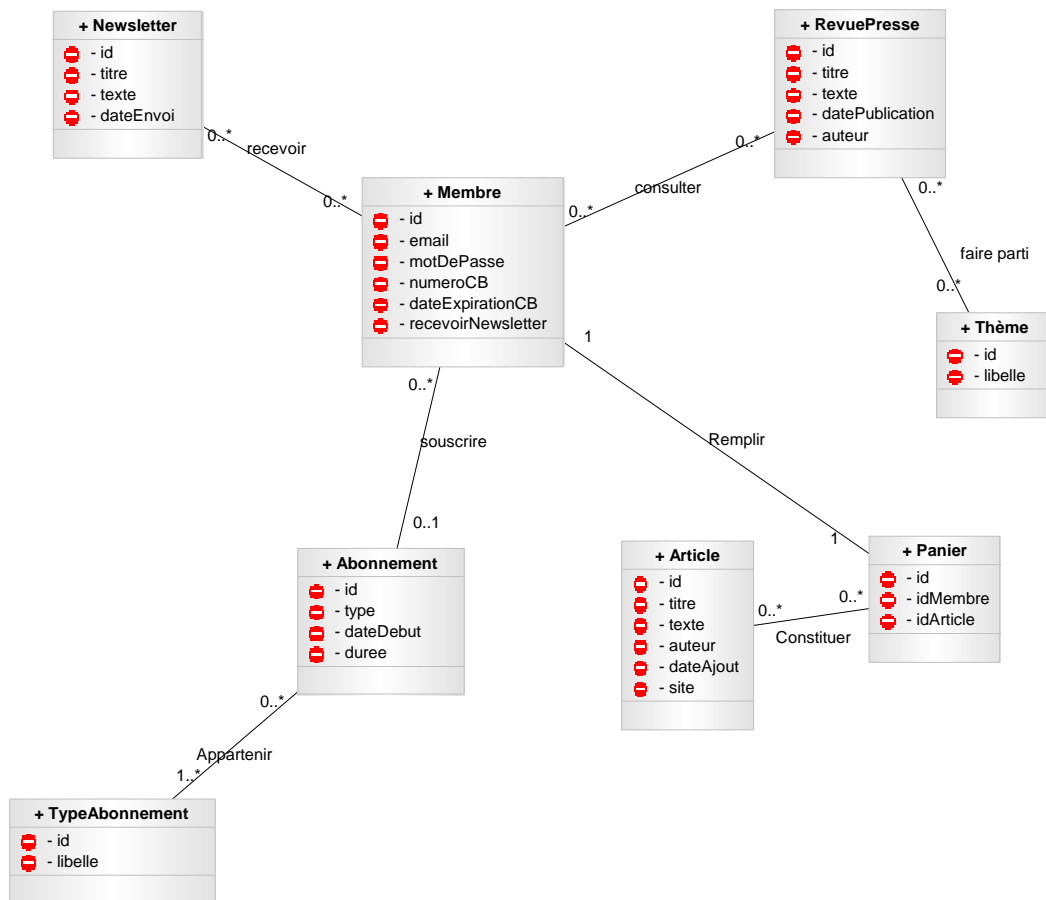 + Newsletter
- id
- titre
- texte
- dateEnvoi
0..*
recevoir
0..*
+ RevuePresse
- id
- titre
- texte
- datePublication
- auteur
0..*
consulter
0..*
0..*
faire parti
0..*
+ Membre
- id
- email
- motDePasse
- numeroCB
- dateExpirationCB
- recevoirNewsletter
+ Thème
- id
- libelle
1
Remplir
1
0..*
souscrire
0..1
+ Abonnement
- id
- type
- dateDebut
- duree
+ Article
- id
- titre
- texte
- auteur
- dateAjout
- site
0..*
Constituer
0..*
+ Panier
- id
- idMembre
- idArticle
0..*
Appartenir
1..*
+ TypeAbonnement
- id
- libelle